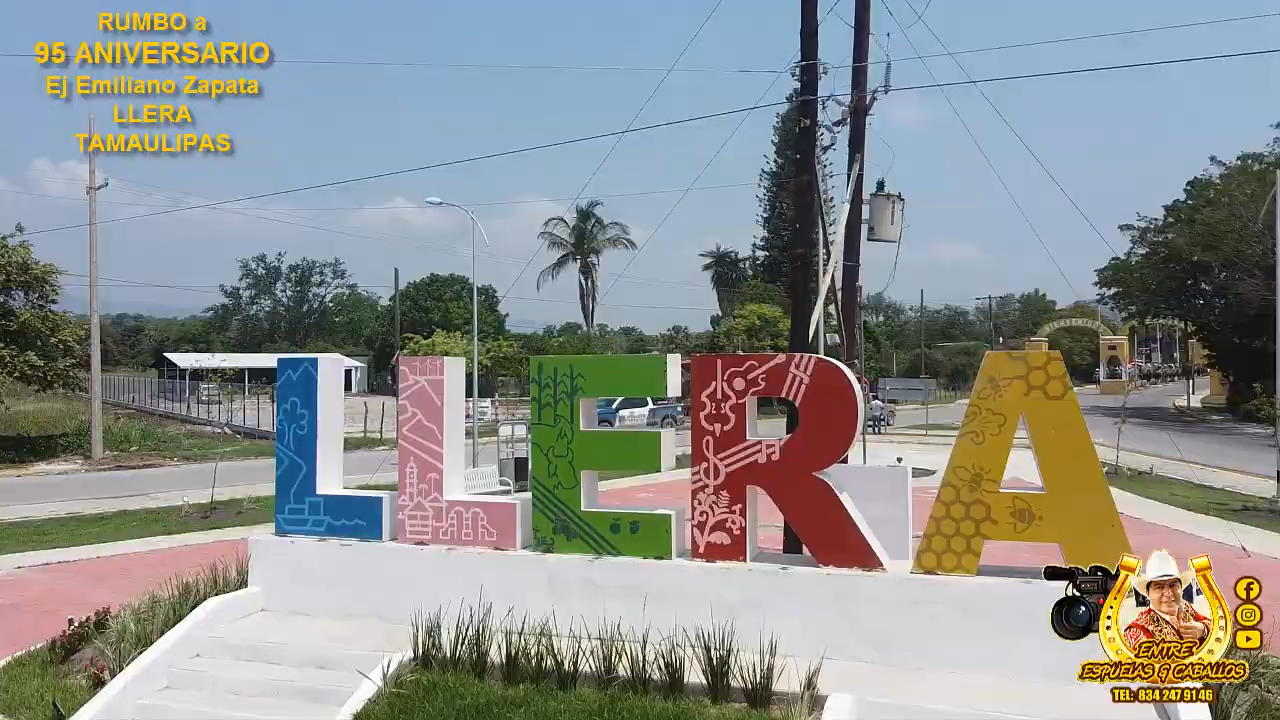 RUMBO a
95 ANIVERSARIO
Ej Emiliano Zapata
LLERA
TAMAULIPAS
LLERA
ENTRE
ESPUELAS Y CABALLOS
TEL: 834 247 91 46